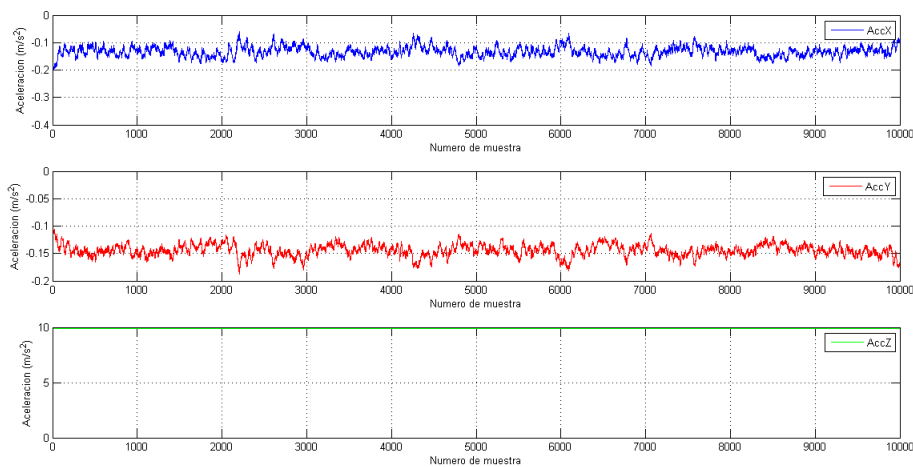 0
-0.1
-0.2
-0.3
-0.4
Aceleracion (m/s²)
AccX
0 1000 2000 3000 4000 5000 6000 7000 8000 9000 10000
Numero de muestra
0
-0.05
-0.1
-0.15
-0.2
Aceleracion (m/s²)
AccY
0 1000 2000 3000 4000 5000 6000 7000 8000 9000 10000
Numero de muestra
10
5
0
Aceleracion (m/s²)
AccZ
0 1000 2000 3000 4000 5000 6000 7000 8000 9000 10000
Numero de muestra